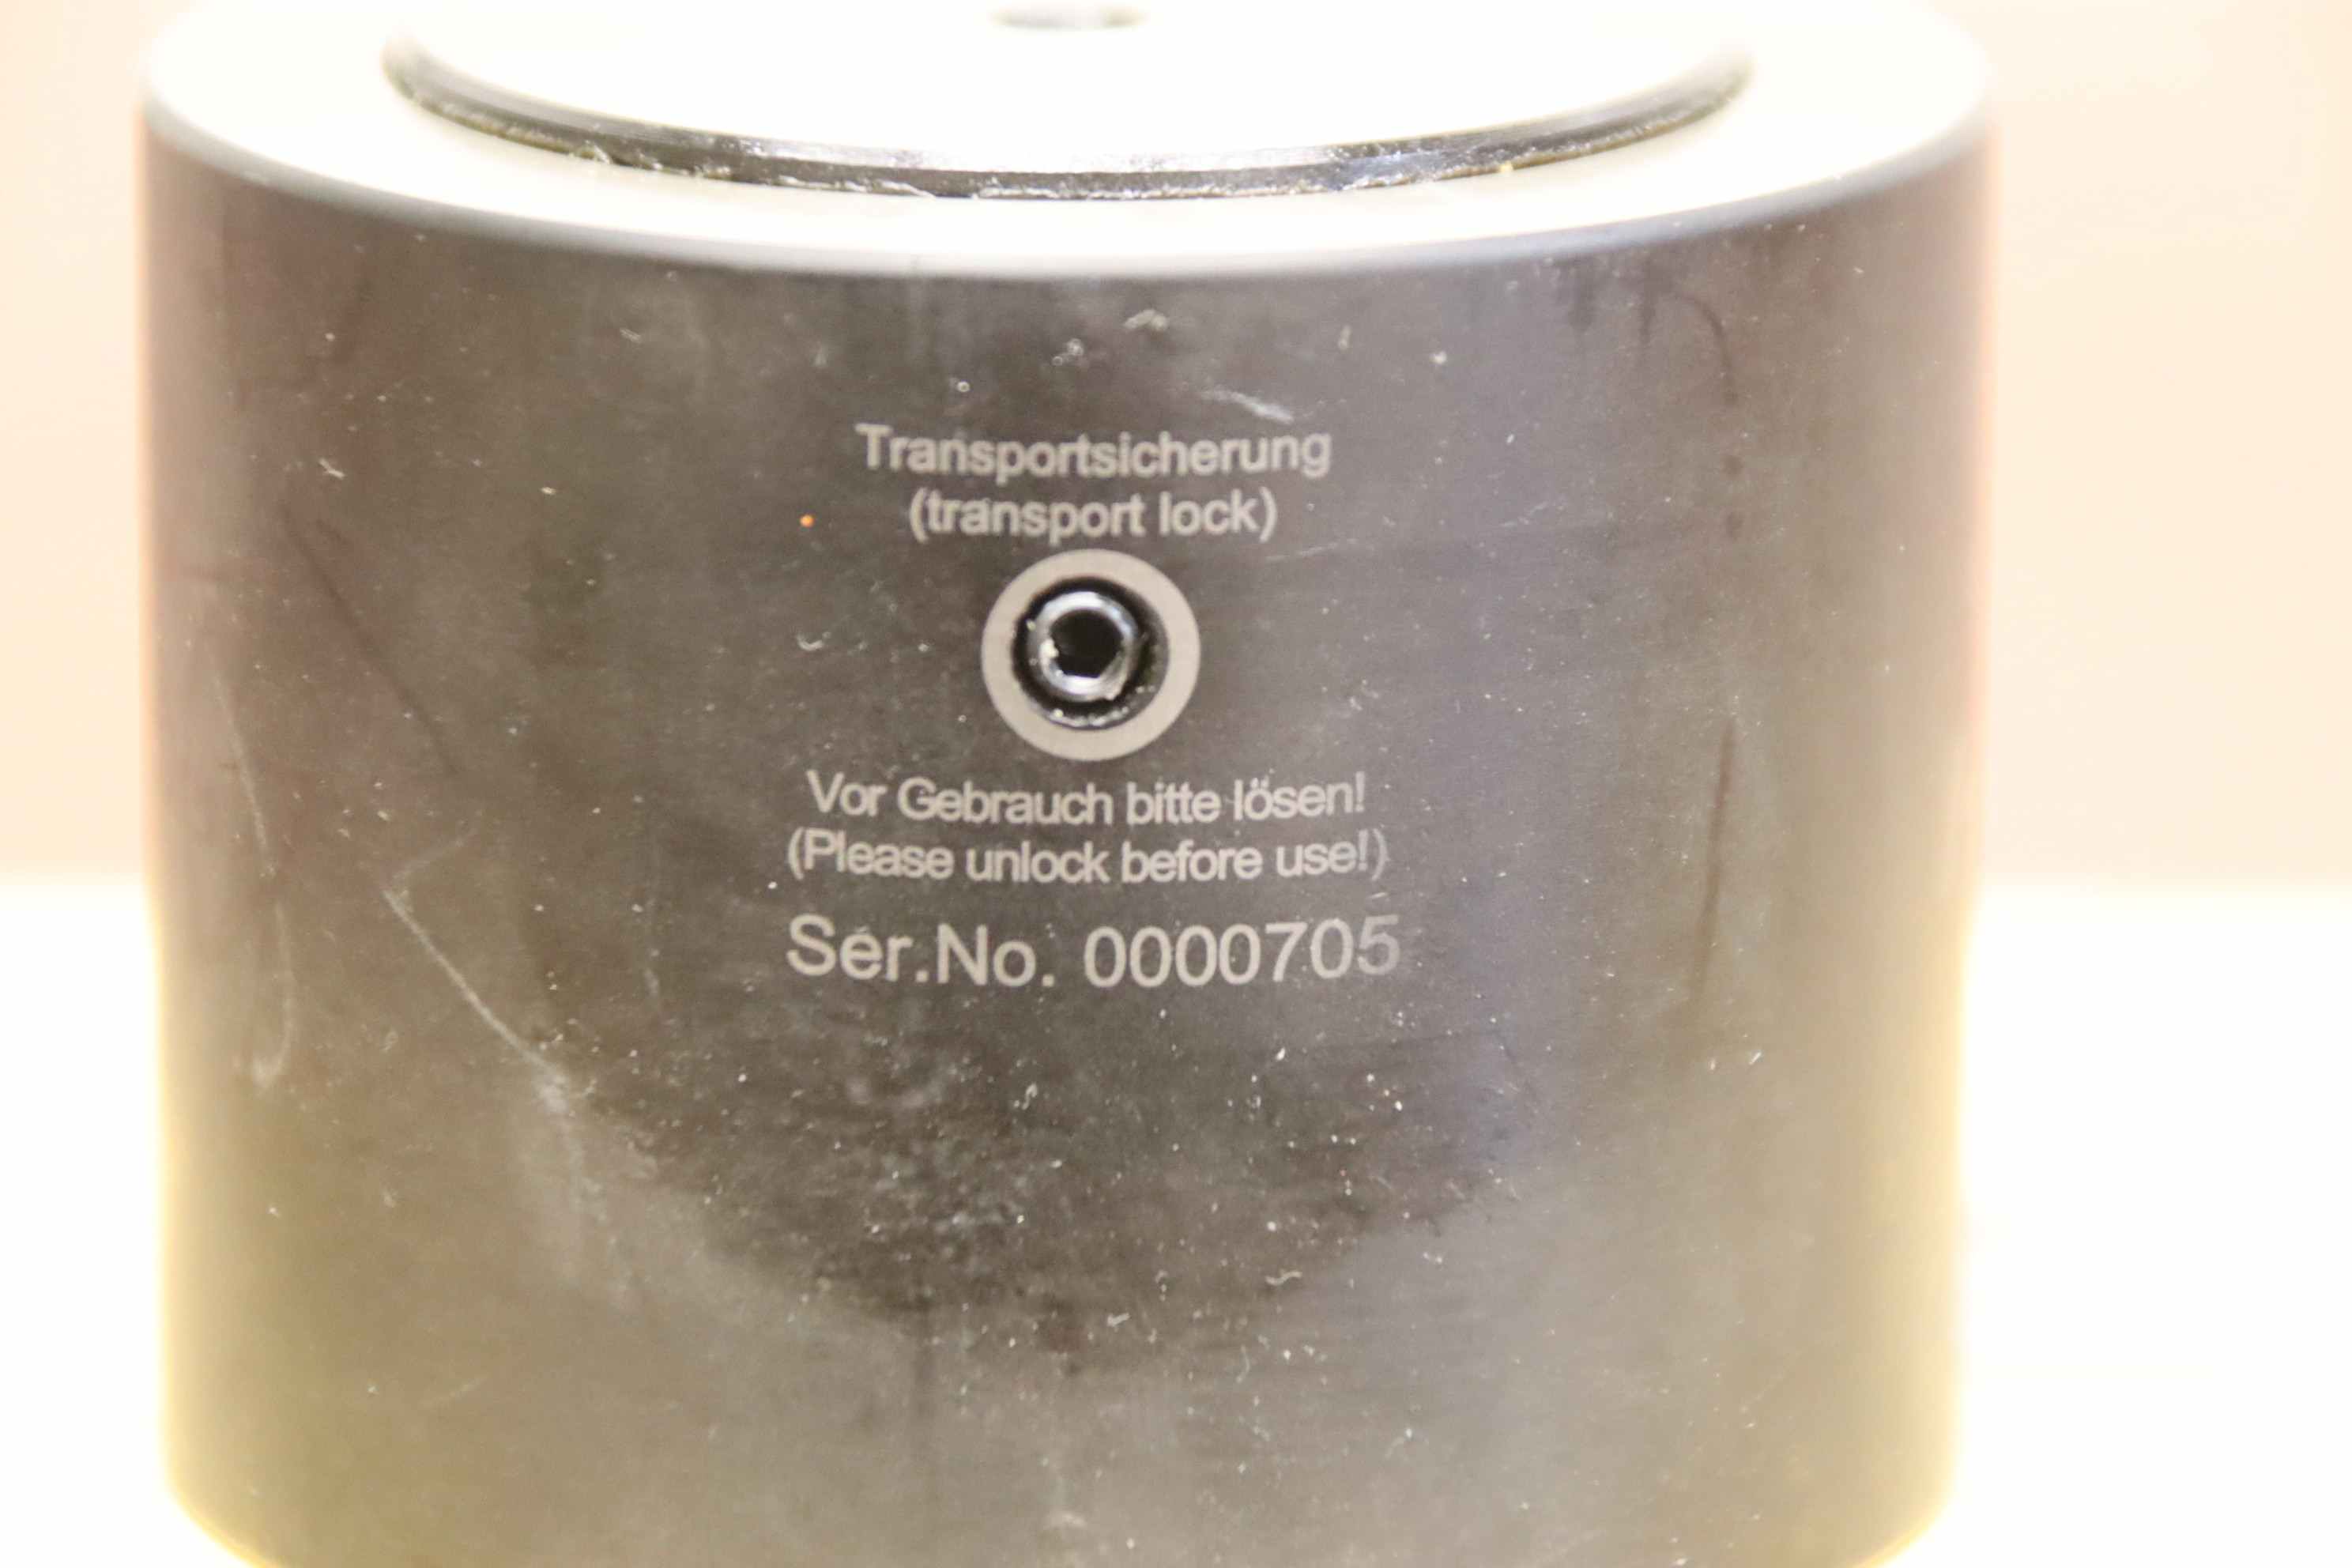 Transportsicherung
(transport lock)
Vor Gebrauch bitte lösen!
(Please unlock before use!)
Ser.No. 0000705